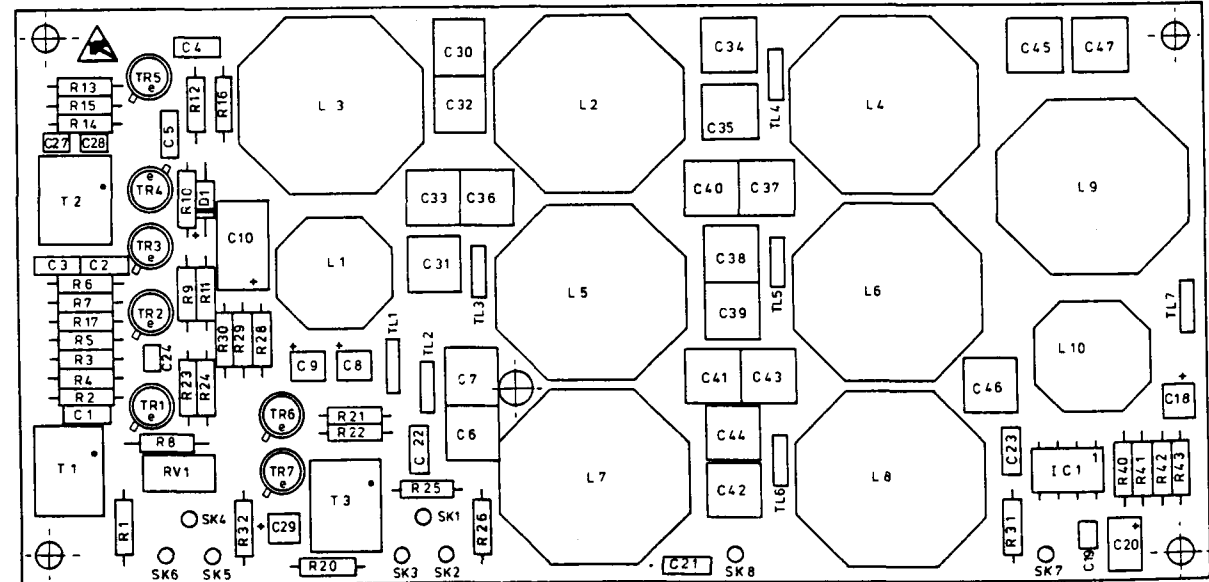 C4
TR5
e
R13
R15
R14
C27
C28
C5
R12
R16
L3
C30
C32
L2
C34
C35
TL4
L4
C45
C47
T2
e
TR4
R10
D1
+
C10
+
TR3
e
C33
C36
C40
C37
L9
C3
C2
R6
R7
R17
R5
R3
R4
R2
C1
TR2
e
C24
R9
R11
R30
R29
R28
L1
C31
TL3
L5
C38
C39
TL5
L6
TL7
L10
+
C9
+
C8
TL1
TL2
C7
C6
C41
C43
C46
+
C18
TR1
e
R23
R24
TR6
e
R21
R22
C22
C44
C42
TL6
L7
L8
C23
IC1
1
R40
R41
R42
R43
T1
R8
RV1
TR7
e
T3
R25
R1
SK4
R32
+
C29
SK1
R26
R31
C19
+
C20
SK6
SK5
R20
SK3
SK2
C21
SK8
SK7